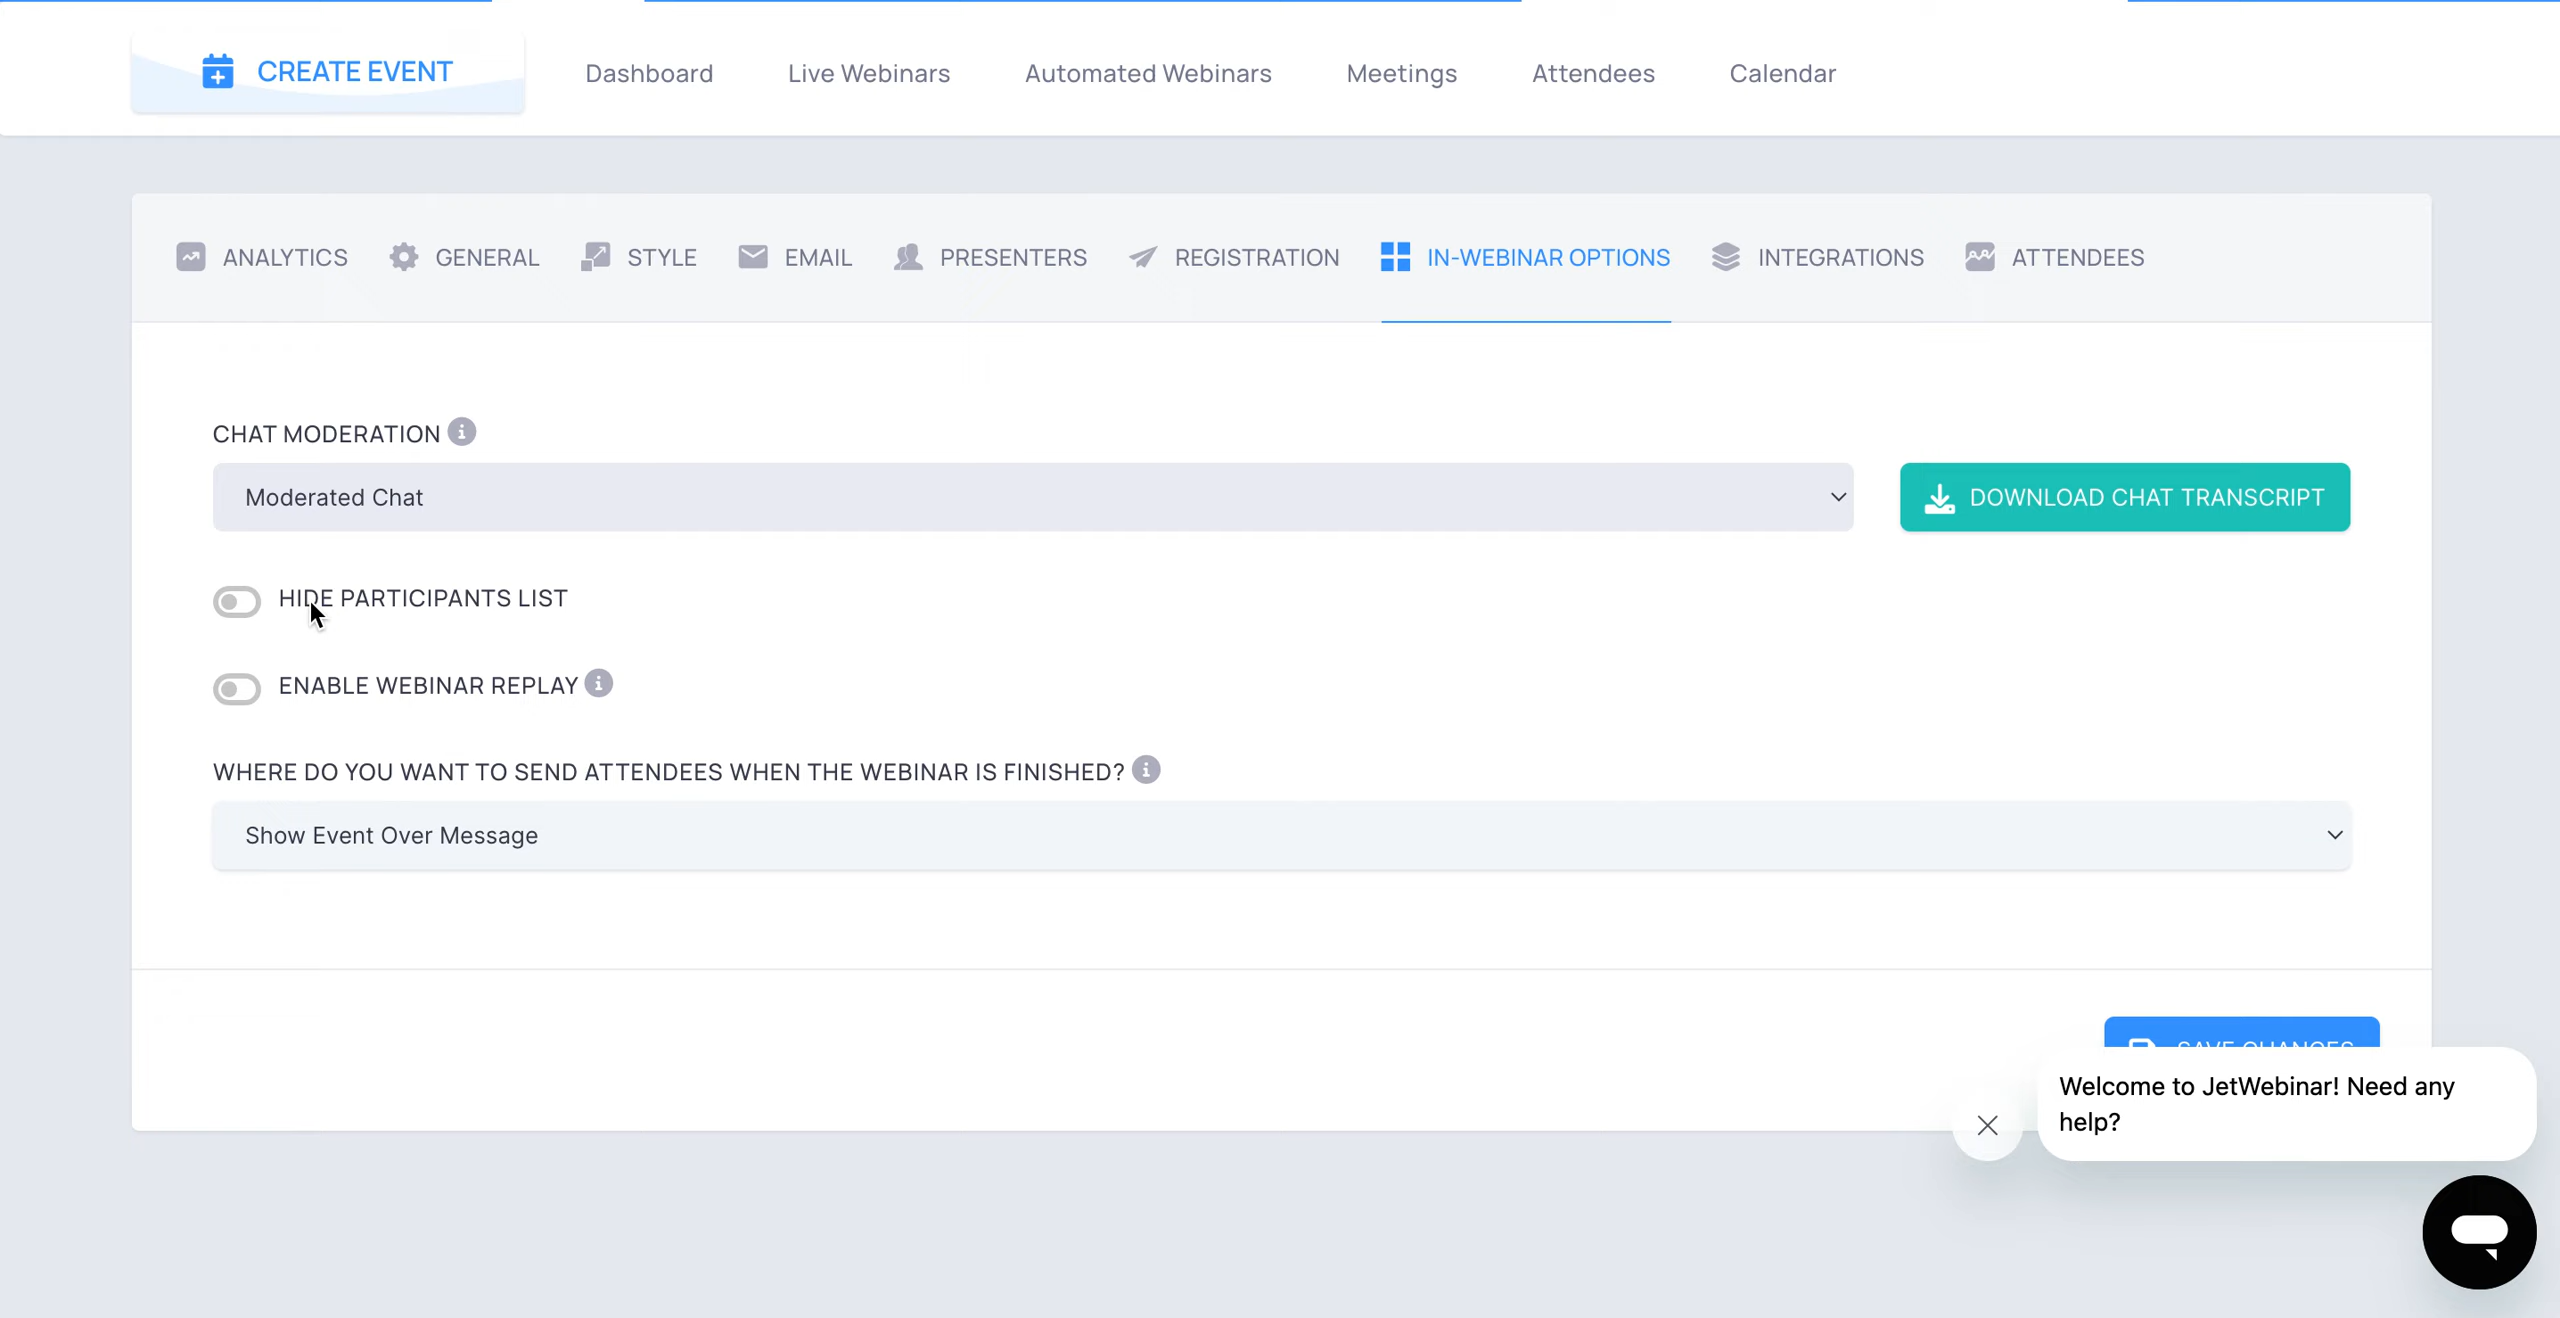 CREATE EVENT
Dashboard
Live Webinars
Automated Webinars
Meetings
Attendees
Calendar
ANALYTICS
GENERAL
STYLE
EMAIL
PRESENTERS
REGISTRATION
IN-WEBINAR OPTIONS
INTEGRATIONS
ATTENDEES
CHAT MODERATION
Moderated Chat
DOWNLOAD CHAT TRANSCRIPT
HIDE PARTICIPANTS LIST
ENABLE WEBINAR REPLAY
WHERE DO YOU WANT TO SEND ATTENDEES WHEN THE WEBINAR IS FINISHED?
Show Event Over Message
SAVE CHANGES
Welcome to JetWebinar! Need any
help?